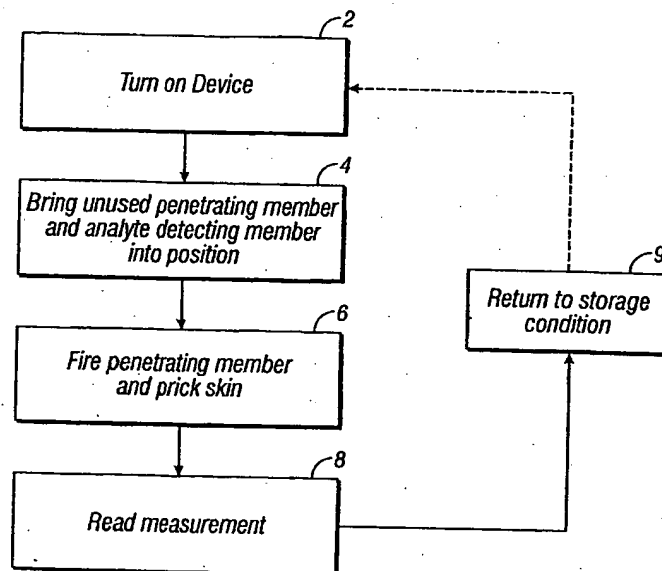 2
Turn on Device
4
Bring unused penetrating member
and analyte detecting member
into position
9
Return to storage
condition
6
Fire penetrating member
and prick skin
8
Read measurement